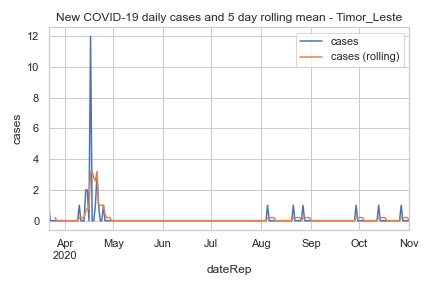 New COVID-19 daily cases and 5 day rolling mean - Timor_Leste
cases
cases (rolling)
12
10
8
6
4
2
0
cases
Apr May Jun Jul Aug Sep Oct Nov
2020
dateRep